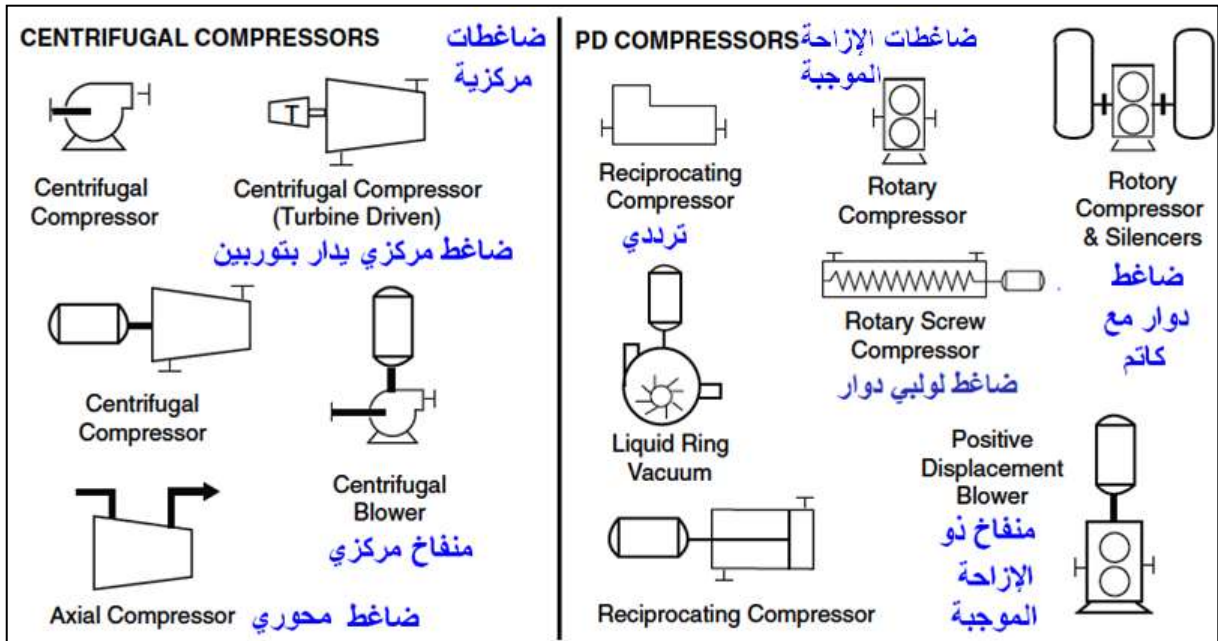 CENTRIFUGAL COMPRESSORS
ضاغطات
مركزية
T
Centrifugal
Compressor
Centrifugal Compressor
(Turbine Driven)
ضاغط مركزي يدار بتوربين
Centrifugal
Compressor
Centrifugal
Blower
منفاخ مركزي
Axial Compressor
ضاغط محوري
PD COMPRESSORS
ضاغطات الإزاحة
الموجبة
Reciprocating
Compressor
ترددي
Rotary
Compressor
Rotory
Compressor
& Silencers
ضاغط
دوار مع
كاتم
Rotary Screw
Compressor
ضاغط لولبي دوار
Liquid Ring
Vacuum
Positive
Displacement
Blower
منفاخ ذو
الإزاحة
الموجبة
Reciprocating Compressor